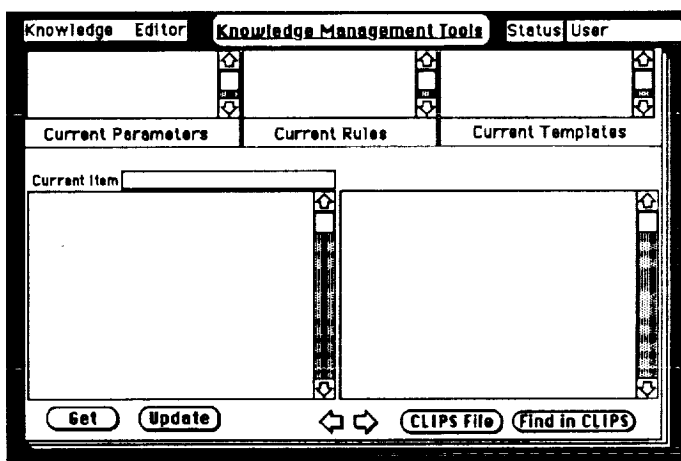 Knowledge Editor Knowledge Management Tools Status User
Current Parameters Current Rules Current Templates
Current Item
Get Update CLIPS File Find in CLIPS